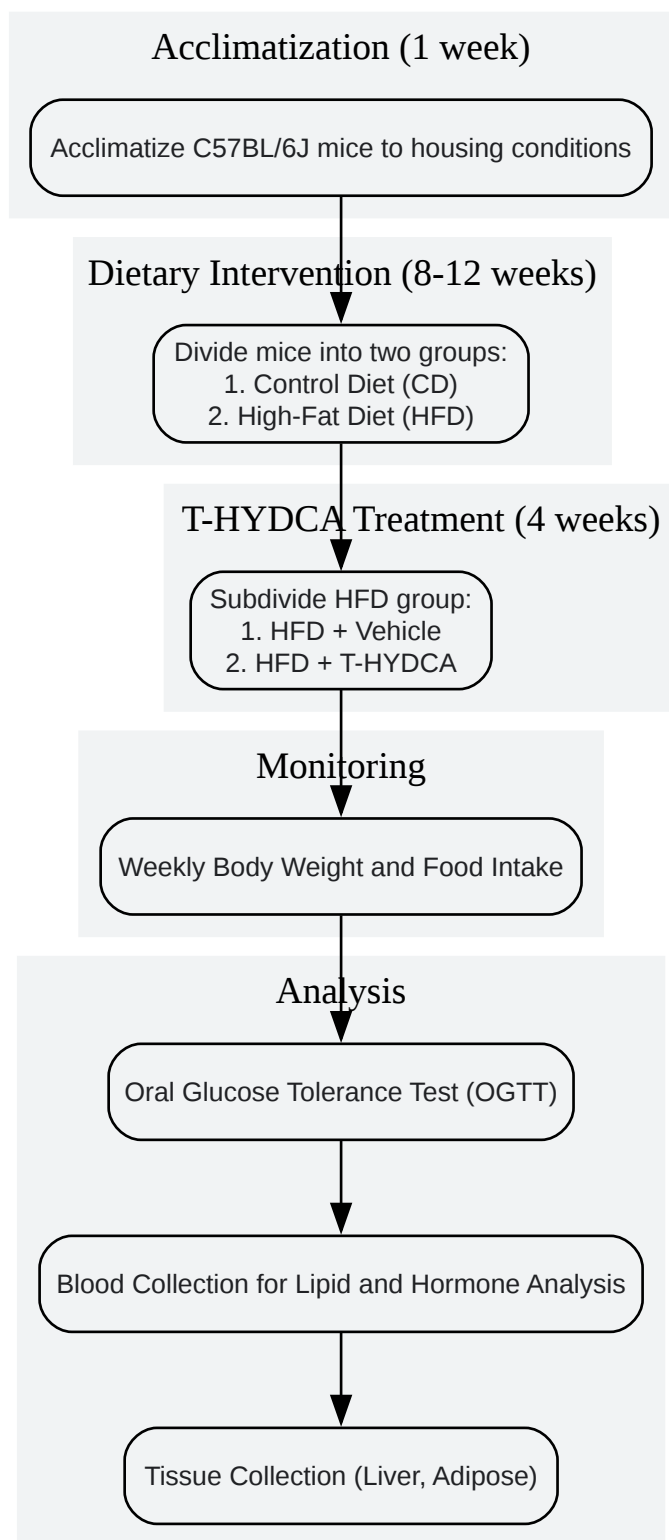 Acclimatization (1 week)
Acclimatize C57BL/6J mice to housing conditions
Dietary Intervention (8-12 weeks)
Divide mice into two groups:
1. Control Diet (CD)
2. High-Fat Diet (HFD)
T-HYDCA Treatment (4 weeks)
Subdivide HFD group:
1. HFD + Vehicle
2. HFD + T-HYDCA
Monitoring
Weekly Body Weight and Food Intake
Analysis
Oral Glucose Tolerance Test (OGTT)
Blood Collection for Lipid and Hormone Analysis
Tissue Collection (Liver, Adipose)